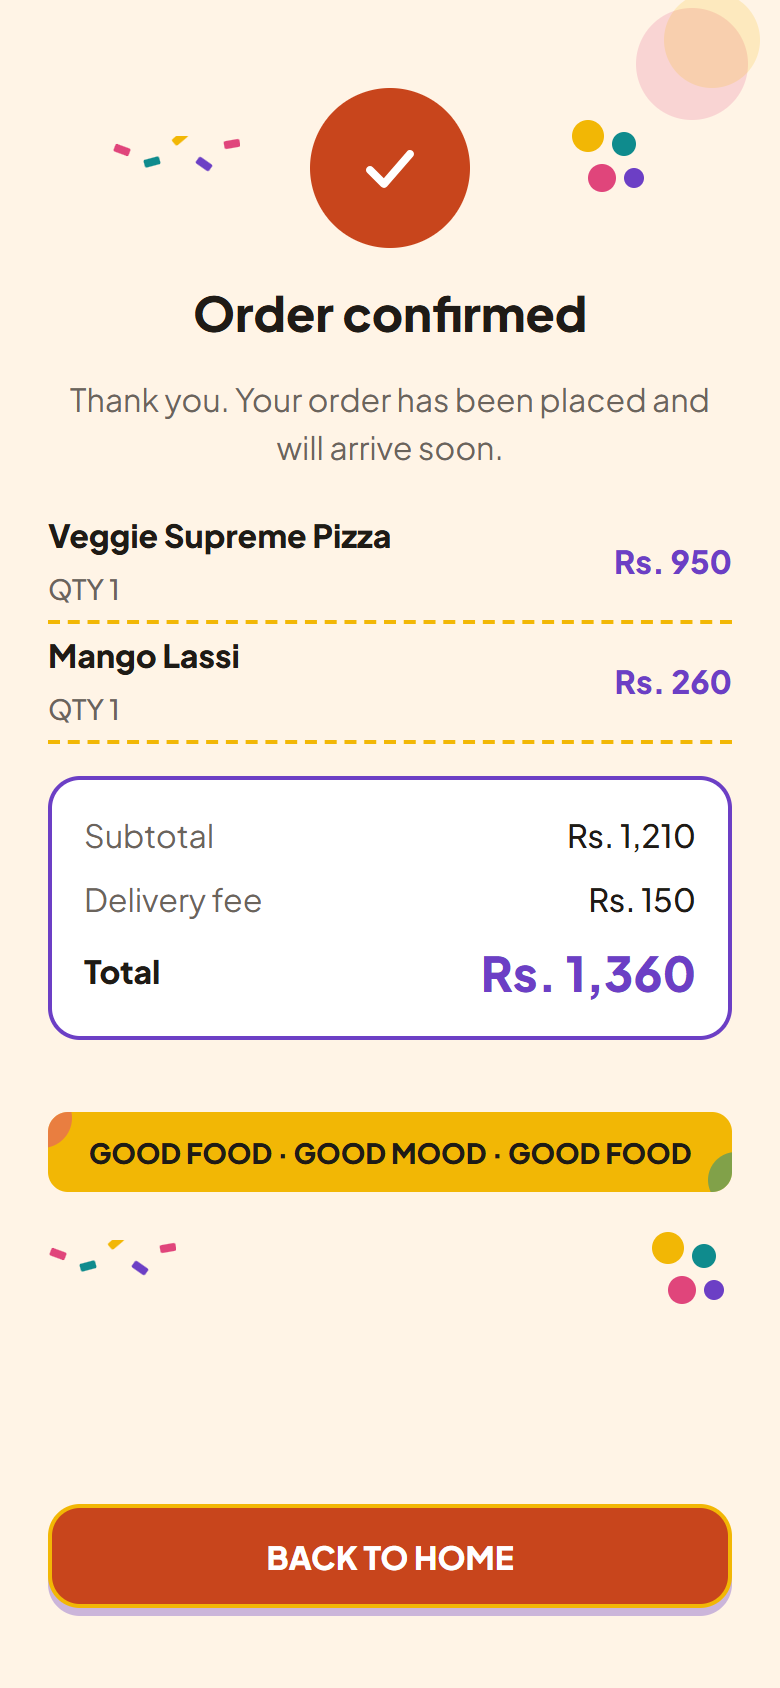 Order confirmed
Thank you. Your order has been placed and
will arrive soon.
Veggie Supreme Pizza
QTY 1
Rs. 950
Mango Lassi
QTY 1
Rs. 260
Subtotal Rs. 1,210
Delivery fee Rs. 150
Total Rs. 1,360
GOOD FOOD · GOOD MOOD · GOOD FOOD
BACK TO HOME